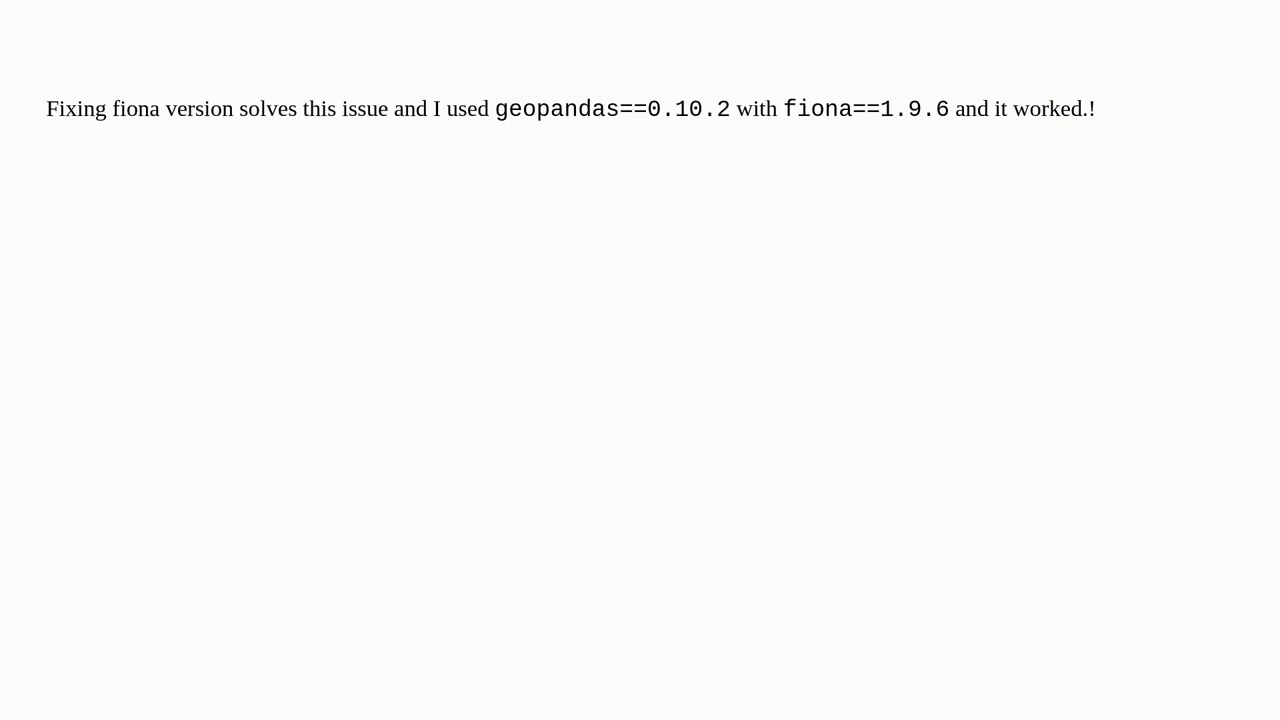 Fixing fiona version solves this issue and I used geopandas==0.10.2 with fiona==1.9.6 and it worked.!